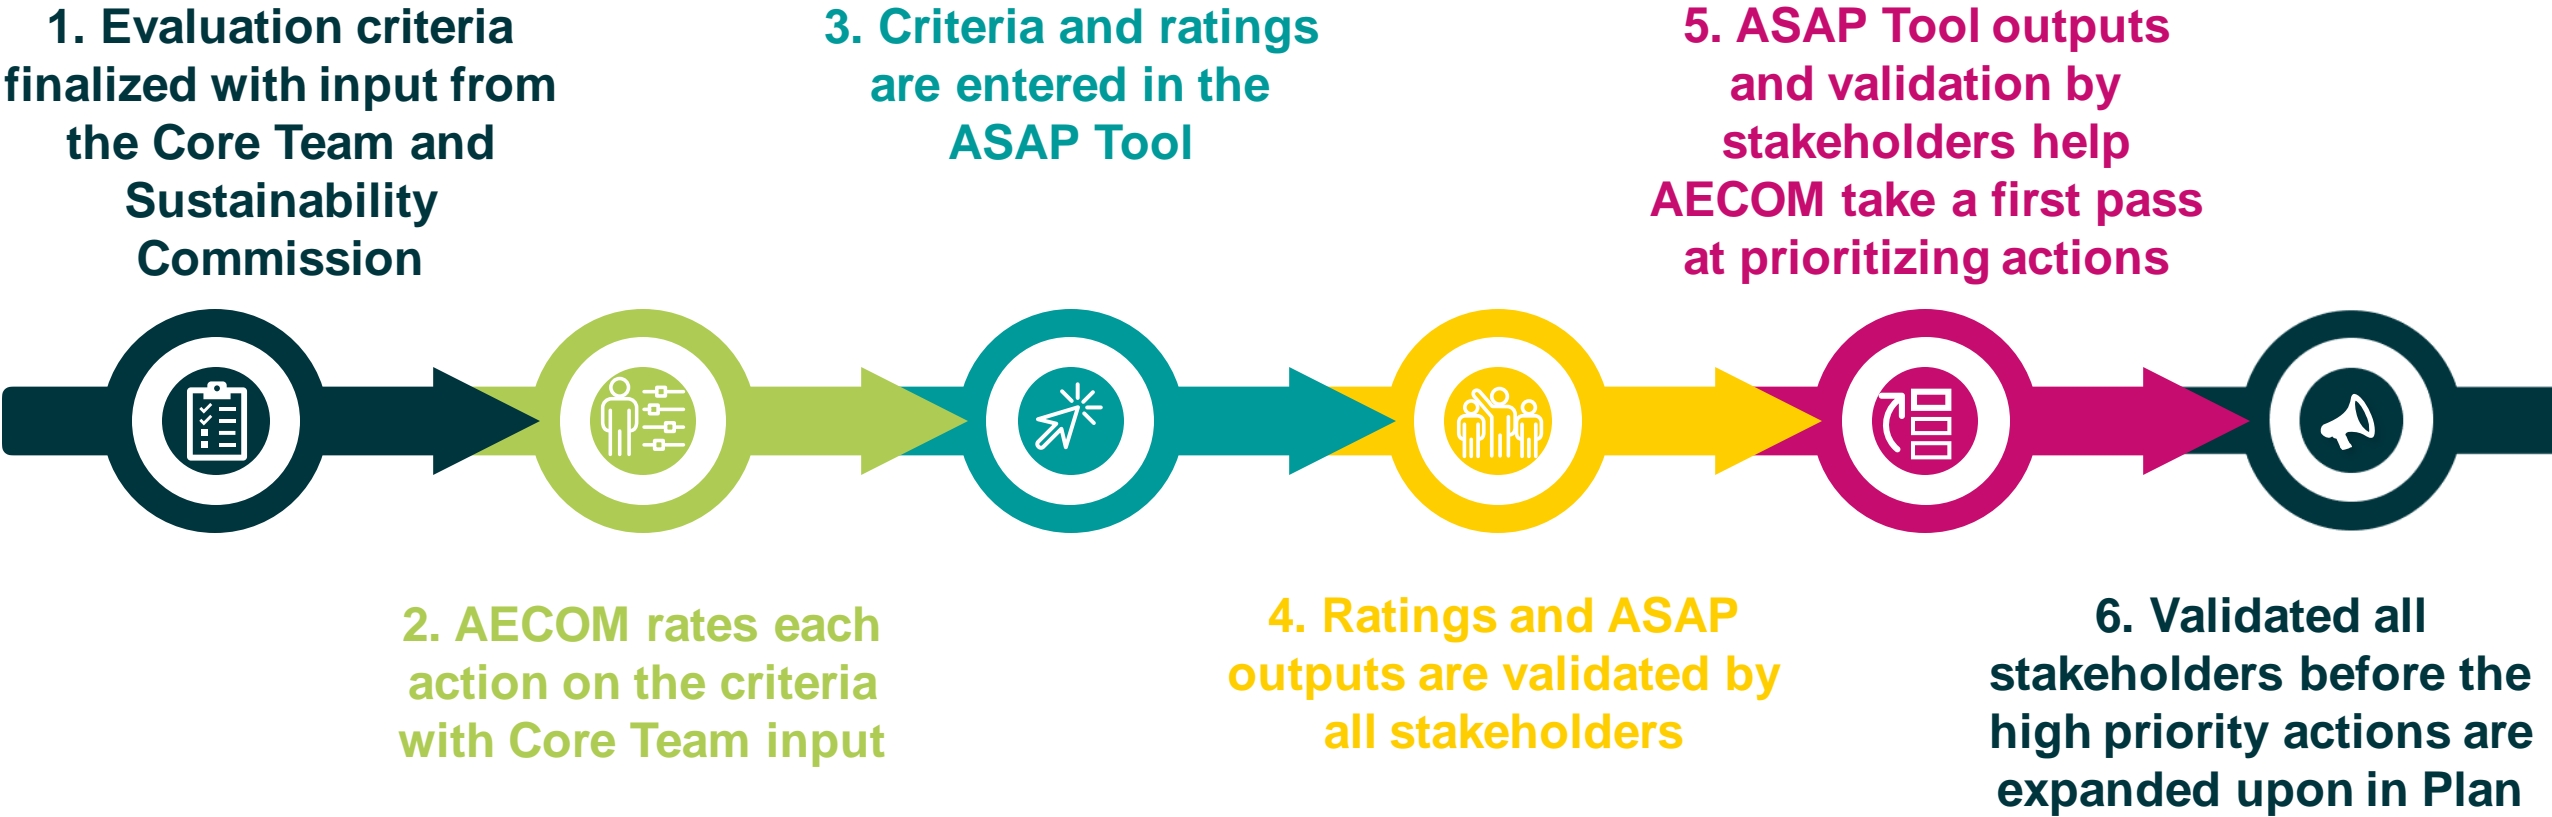 1. Evaluation criteria
finalized with input from
the Core Team and
Sustainability
Commission
2. AECOM rates each
action on the criteria
with Core Team input
3. Criteria and ratings
are entered in the
ASAP Tool
4. Ratings and ASAP
outputs are validated by
all stakeholders
5. ASAP Tool outputs
and validation by
stakeholders help
AECOM take a first pass
at prioritizing actions
6. Validated all
stakeholders before the
high priority actions are
expanded upon in Plan